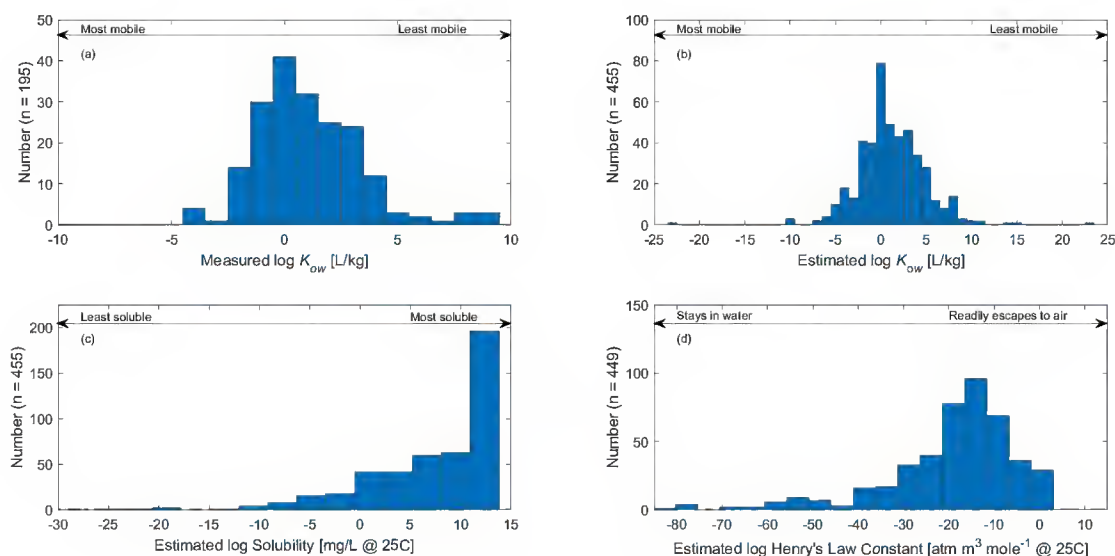 50
Most mobile
Least mobile
(a)
40
30
20
10
0
Number (n = 195)
-10
-5
0
5
10
Measured log Kow [L/kg]
100
Most mobile
Least mobile
(b)
80
60
40
20
0
Number (n = 455)
-25
-20
-15
-10
-5
0
5
10
15
20
25
Estimated log Kow [L/kg]
Least soluble
Most soluble
200
(c)
150
100
50
0
Number (n = 455)
-30
-25
-20
-15
-10
-5
0
5
10
15
Estimated log Solubility [mg/L @ 25C]
150
Stays in water
Readily escapes to air
(d)
100
50
0
Number (n = 449)
-80
-70
-60
-50
-40
-30
-20
-10
0
10
Estimated log Henry's Law Constant [atm m³ mole⁻¹ @ 25C]